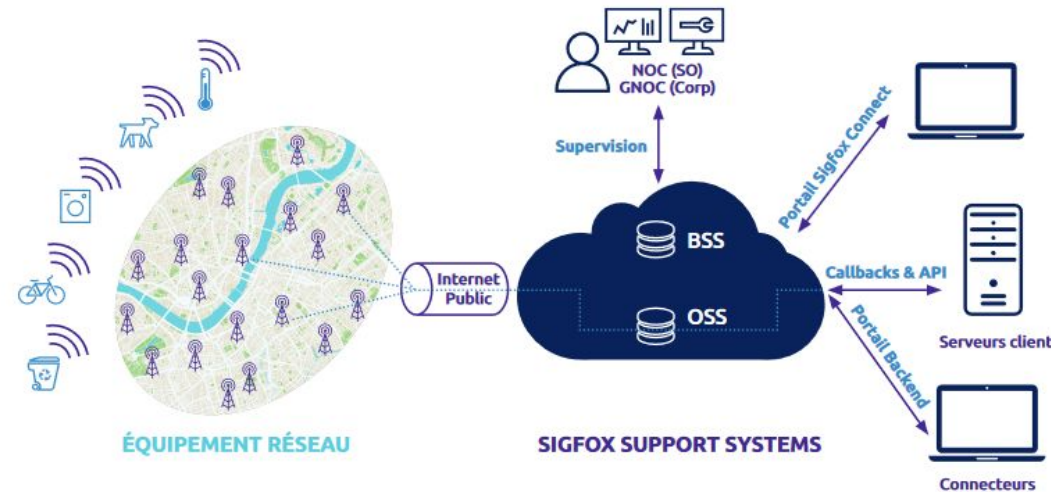 NOC (SO)
GNOC (Corp)
Supervision
Portail Sigfox Connect
BSS
Internet
Public
Callbacks & API
OSS
Serveurs client
Portail Backend
ÉQUIPEMENT RÉSEAU
SIGFOX SUPPORT SYSTEMS
Connecteurs